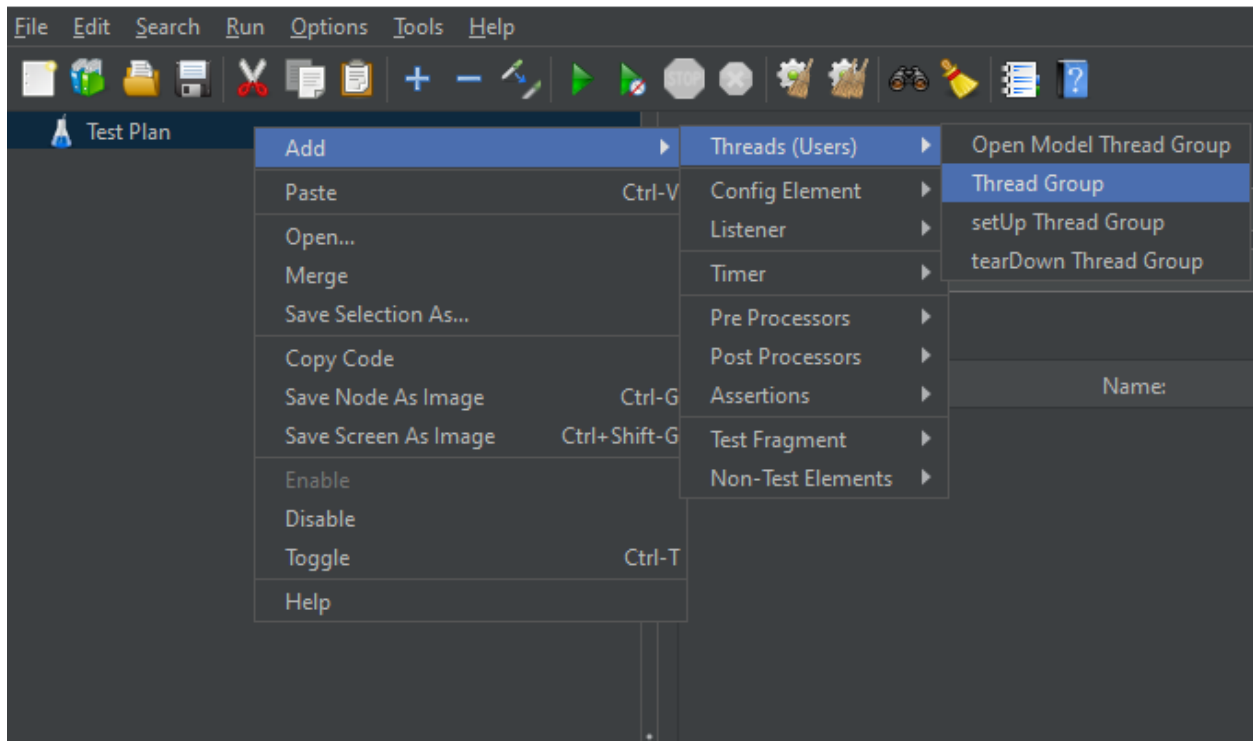 File Edit Search Run Options Tools Help
STOP
?
Test Plan
Add
Paste Ctrl-V
Open...
Merge
Save Selection As...
Copy Code
Save Node As Image Ctrl-G
Save Screen As Image Ctrl+Shift-G
Enable
Disable
Toggle Ctrl-T
Help
Threads (Users)
Config Element
Listener
Timer
Pre Processors
Post Processors
Assertions
Test Fragment
Non-Test Elements
Open Model Thread Group
Thread Group
setUp Thread Group
tearDown Thread Group
Name: